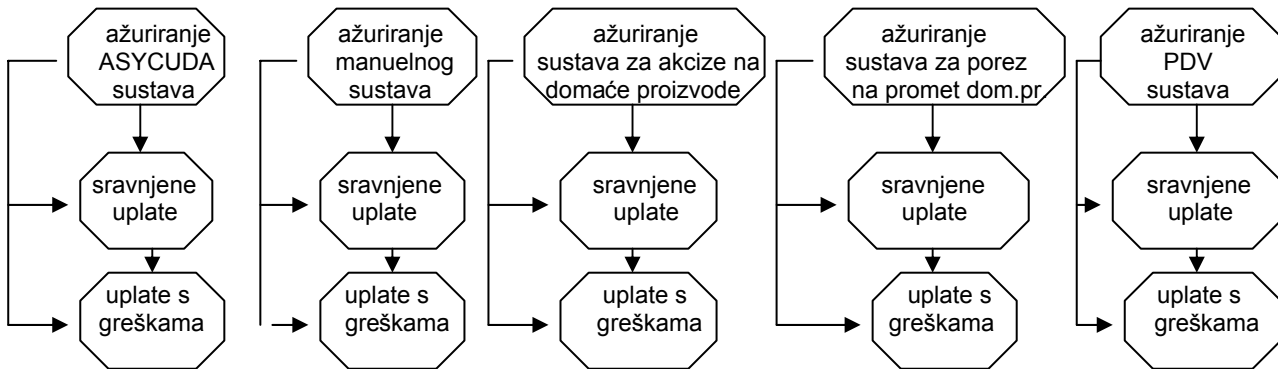 ažuriranje
ASYCUDA
sustava
ažuriranje
manuelnog
sustava
ažuriranje
sustava za akcize na
domaće proizvode
ažuriranje
sustava za porez
na promet dom.pr
ažuriranje
PDV
sustava
sravnjene
uplate
sravnjene
uplate
sravnjene
uplate
sravnjene
uplate
sravnjene
uplate
uplate s
greškama
uplate s
greškama
uplate s
greškama
uplate s
greškama
uplate s
greškama